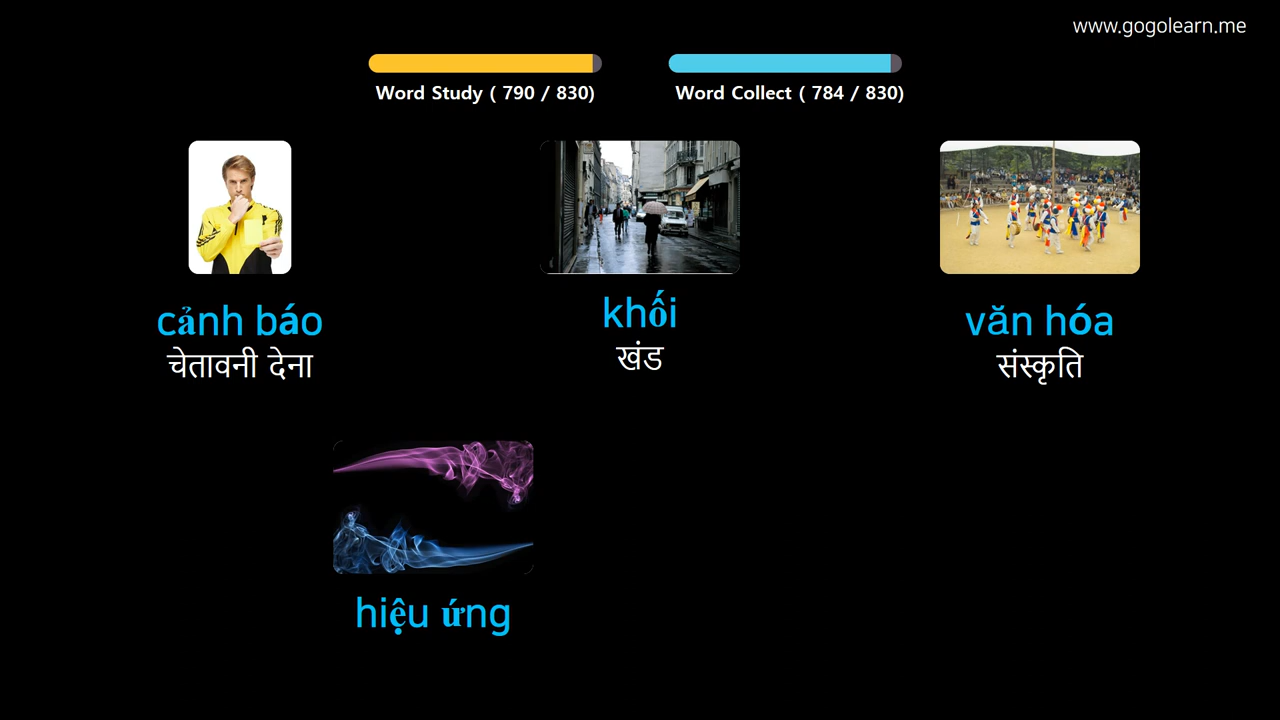 www.gogolearn.me
Word Study ( 790 / 830)
Word Collect ( 784 / 830)
cảnh báo
चेतावनी देना
khối
खंड
văn hóa
संस्कृति
hiệu ứng